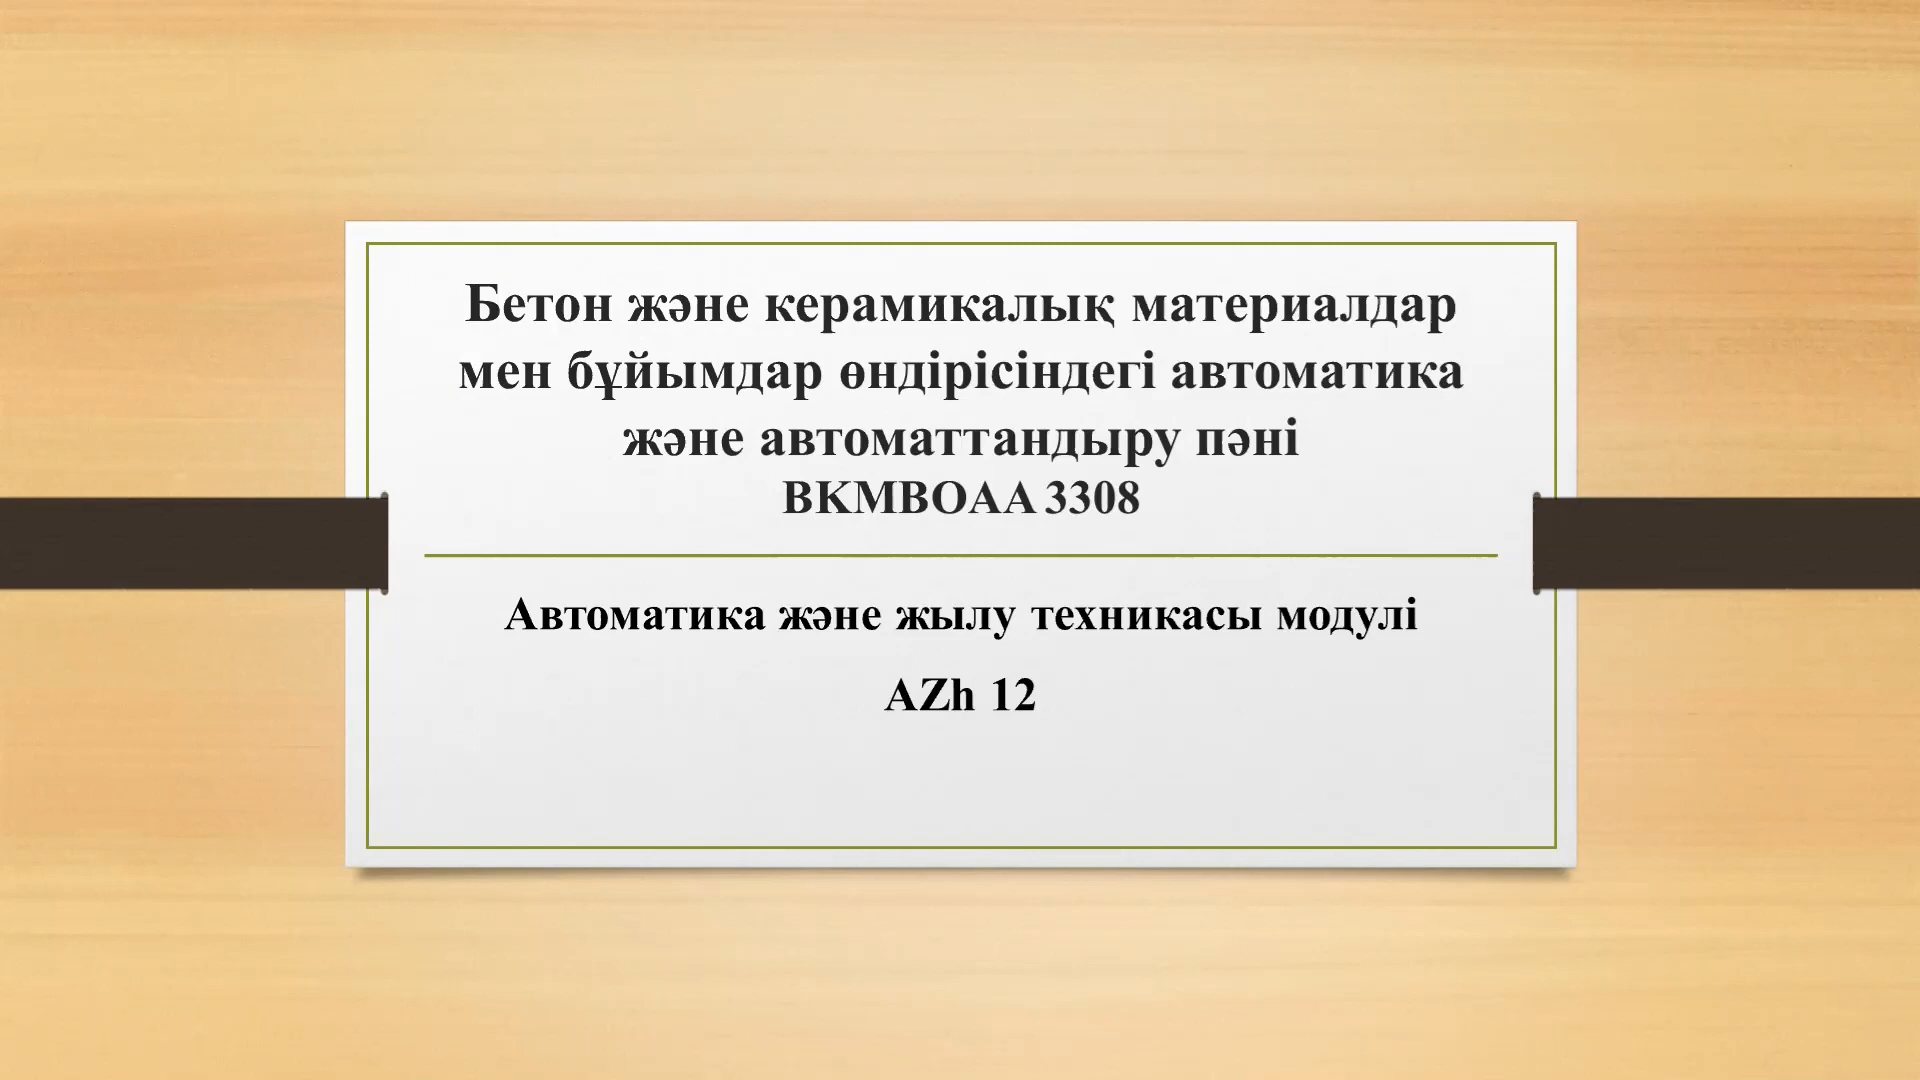 Бетон және керамикалық материалдар
мен бұйымдар өндірісіндегі автоматика
және автоматтандыру пәні
BKMBOAA 3308
Автоматика және жылу техникасы модулі
AZh 12